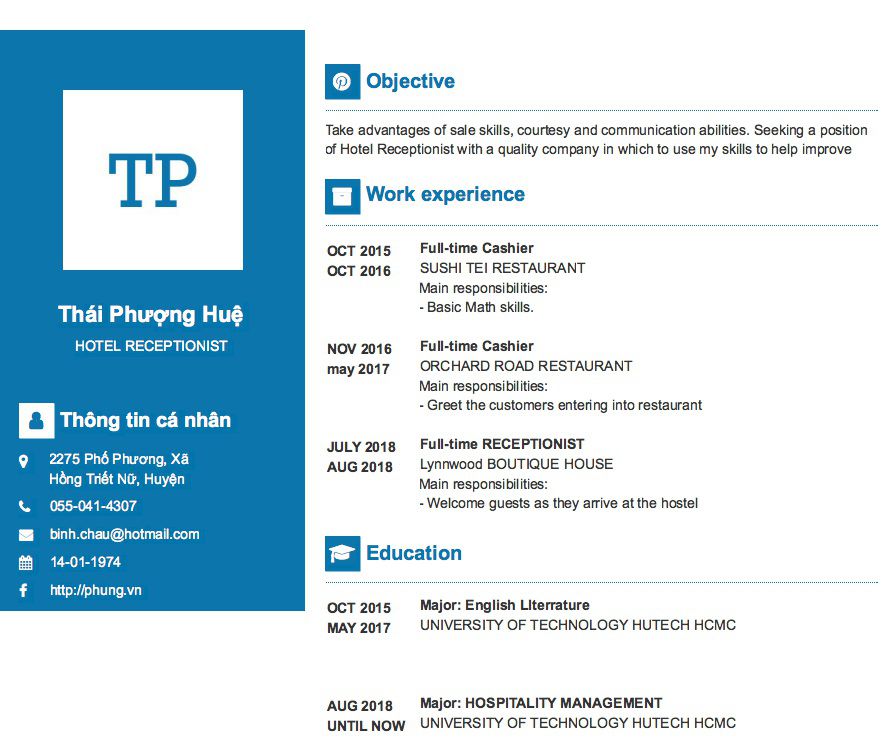 TP
Thái Phượng Huệ
HOTEL RECEPTIONIST
Thông tin cá nhân
2275 Phố Phương, Xã
Hồng Triết Nữ, Huyện
055-041-4307
binh.chau@hotmail.com
14-01-1974
http://phung.vn
Objective
Take advantages of sale skills, courtesy and communication abilities. Seeking a position
of Hotel Receptionist with a quality company in which to use my skills to help improve
Work experience
OCT 2015
OCT 2016
Full-time Cashier
SUSHI TEI RESTAURANT
Main responsibilities:
- Basic Math skills.
NOV 2016
may 2017
Full-time Cashier
ORCHARD ROAD RESTAURANT
Main responsibilities:
- Greet the customers entering into restaurant
JULY 2018
AUG 2018
Full-time RECEPTIONIST
Lynnwood BOUTIQUE HOUSE
Main responsibilities:
- Welcome guests as they arrive at the hostel
Education
OCT 2015
MAY 2017
Major: English LIterrature
UNIVERSITY OF TECHNOLOGY HUTECH HCMC
AUG 2018
UNTIL NOW
Major: HOSPITALITY MANAGEMENT
UNIVERSITY OF TECHNOLOGY HUTECH HCMC